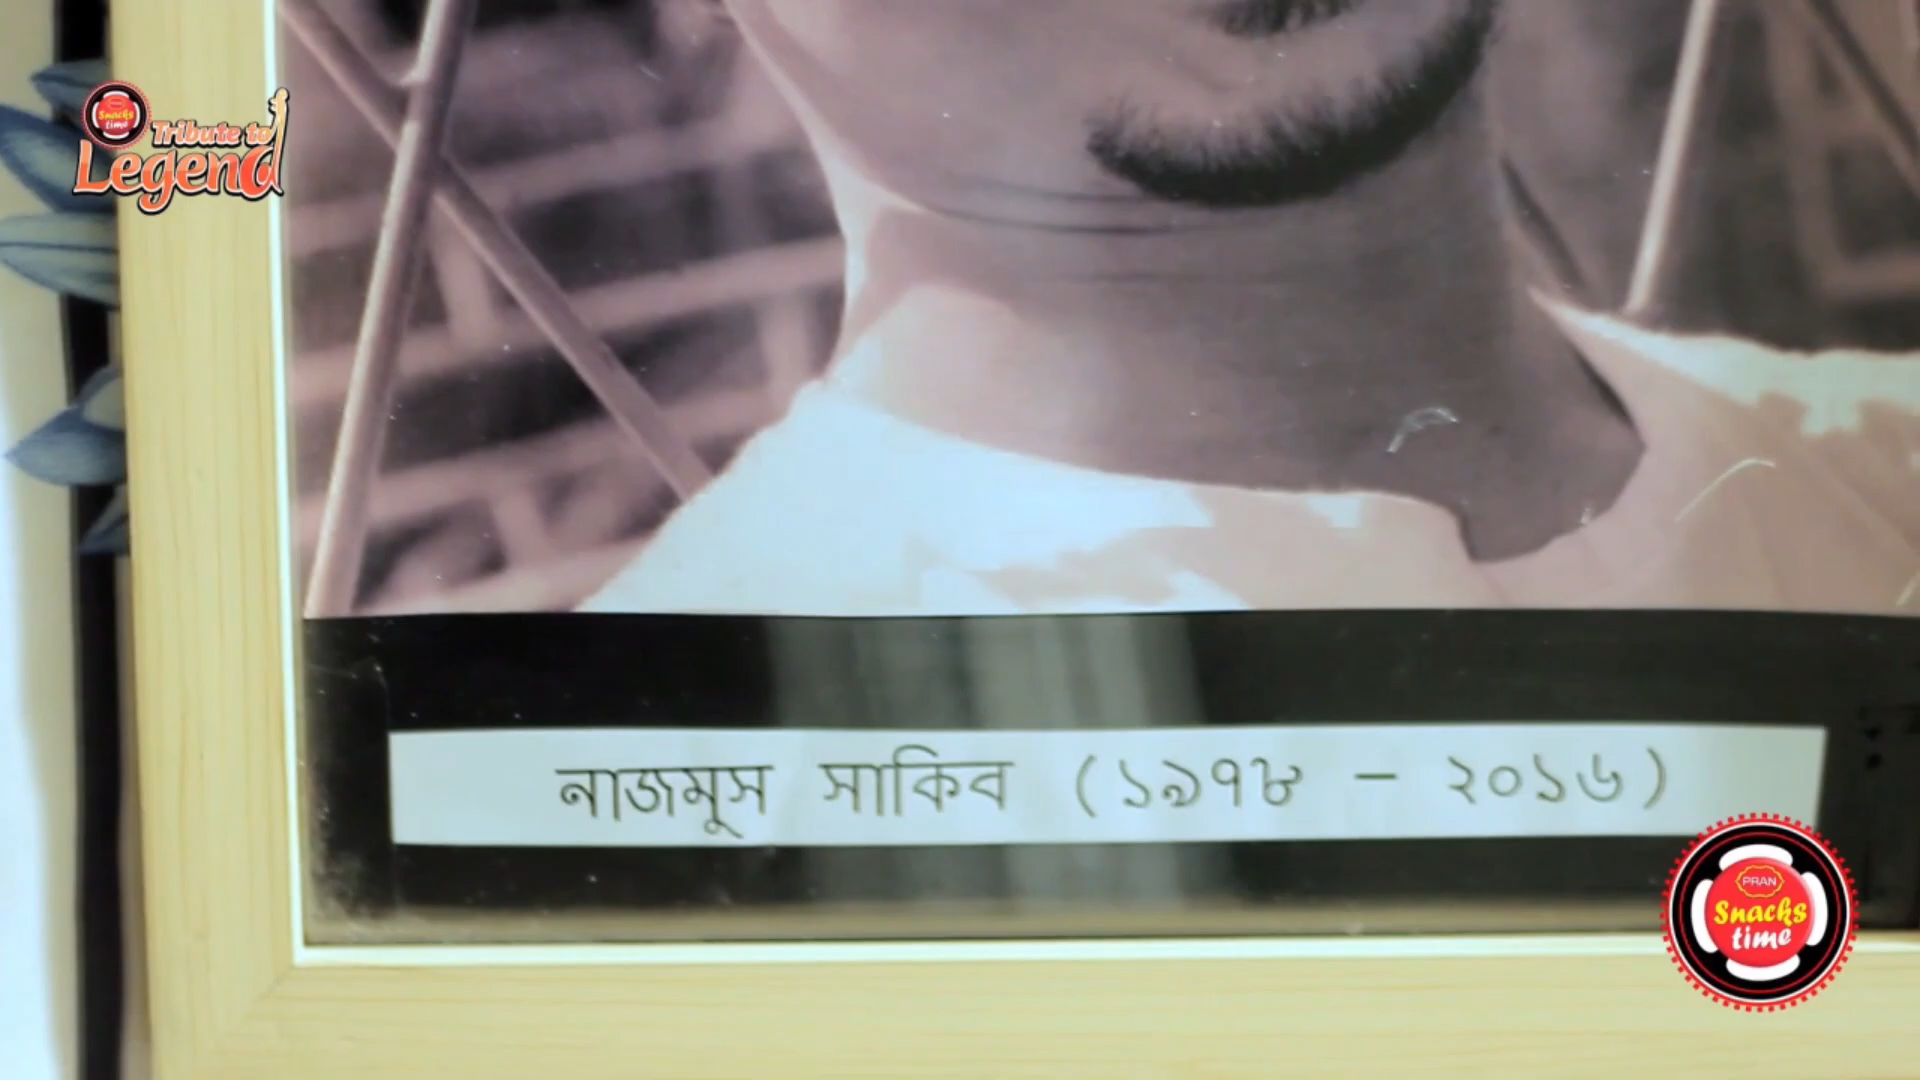 Snacks time
Tribute to
Legend
নাজমুস সাকিব (১৯৭৮ - ২০১৬)
PRAN
Snacks
time